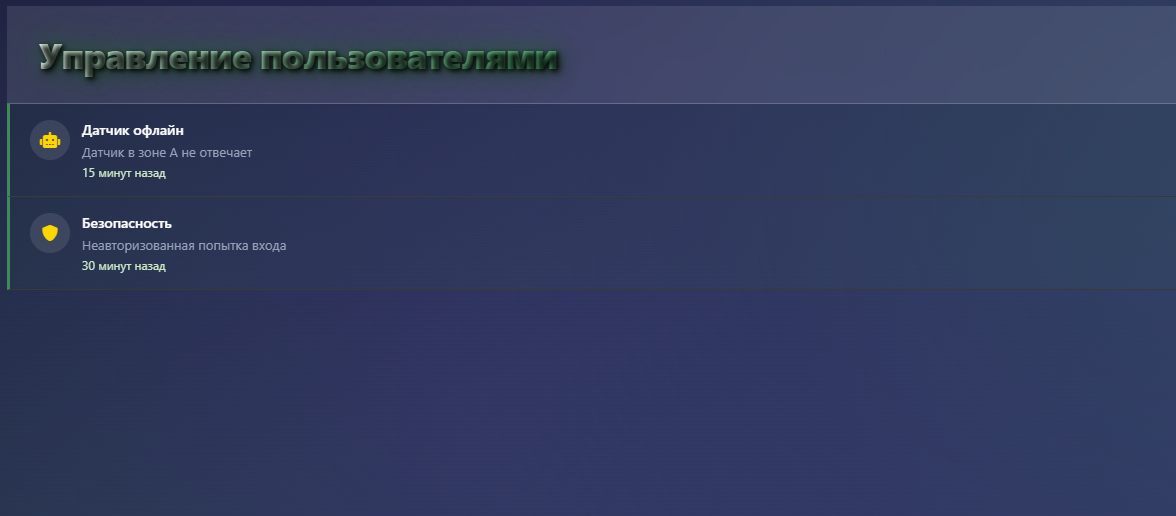 Управление пользователями
Датчик офлайн
Датчик в зоне A не отвечает
15 минут назад
Безопасность
Неавторизованная попытка входа
30 минут назад